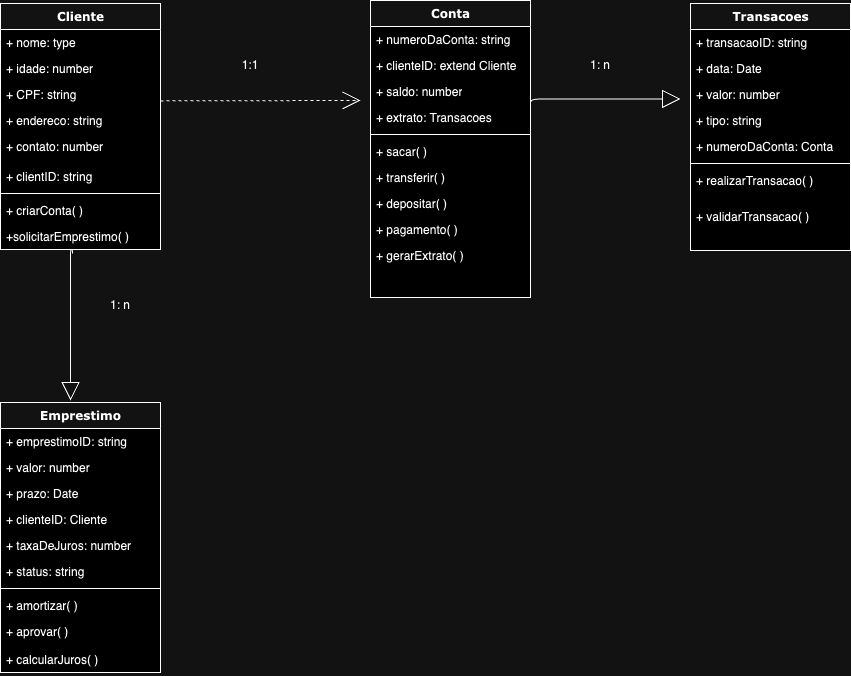 Cliente
+ nome: type
+ idade: number
+ CPF: string
+ endereco: string
+ contato: number
+ clientID: string
+ criarConta( )
+solicitarEmprestimo( )
1:1
Conta
+ numeroDaConta: string
+ clienteID: extend Cliente
+ saldo: number
+ extrato: Transacoes
+ sacar( )
+ transferir( )
+ depositar( )
+ pagamento( )
+ gerarExtrato( )
1: n
Transacoes
+ transacaoID: string
+ data: Date
+ valor: number
+ tipo: string
+ numeroDaConta: Conta
+ realizarTransacao( )
+ validarTransacao( )
1: n
Emprestimo
+ emprestimoID: string
+ valor: number
+ prazo: Date
+ clienteID: Cliente
+ taxaDeJuros: number
+ status: string
+ amortizar( )
+ aprovar( )
+ calcularJuros( )